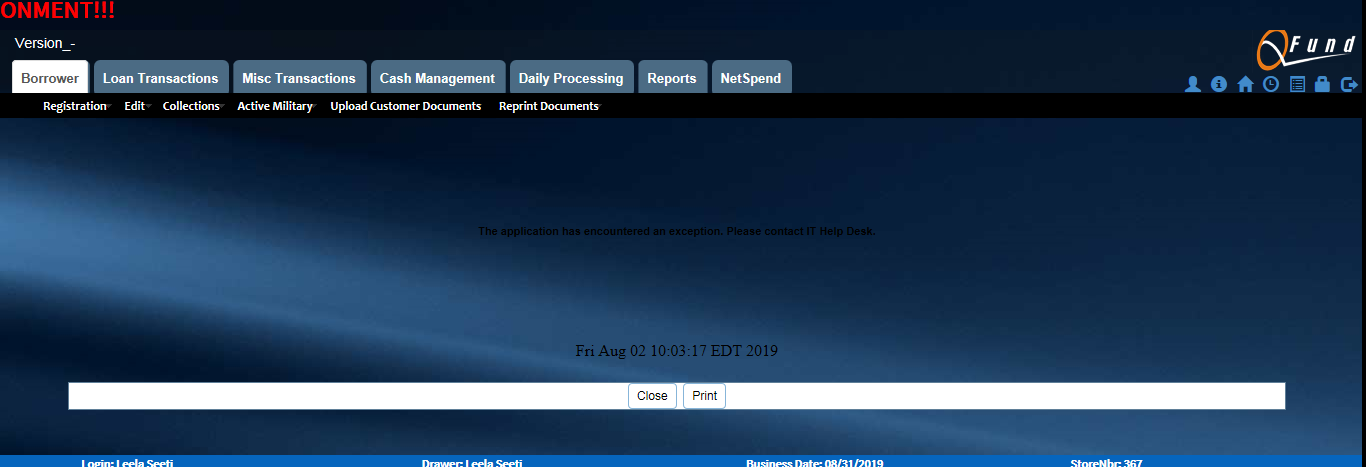 ONMENT!!!
Version_-
Fund
Borrower Loan Transactions Misc Transactions Cash Management Daily Processing Reports NetSpend
Registration Edit Collections Active Military Upload Customer Documents Reprint Documents
The application has encountered an exception. Please contact IT Help Desk.
Fri Aug 02 10:03:17 EDT 2019
Close Print
Login: Leela Seeti Drawer: Leela Seeti Business Date: 08/31/2019 StoreNbr: 367